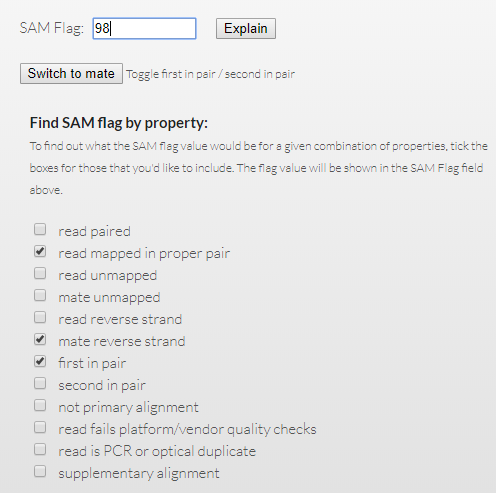 SAM Flag: 98 Explain
Switch to mate Toggle first in pair / second in pair
Find SAM flag by property:
To find out what the SAM flag value would be for a given combination of properties, tick the
boxes for those that you'd like to include. The flag value will be shown in the SAM Flag field
above.
read paired
read mapped in proper pair
read unmapped
mate unmapped
read reverse strand
mate reverse strand
first in pair
second in pair
not primary alignment
read fails platform/vendor quality checks
read is PCR or optical duplicate
supplementary alignment